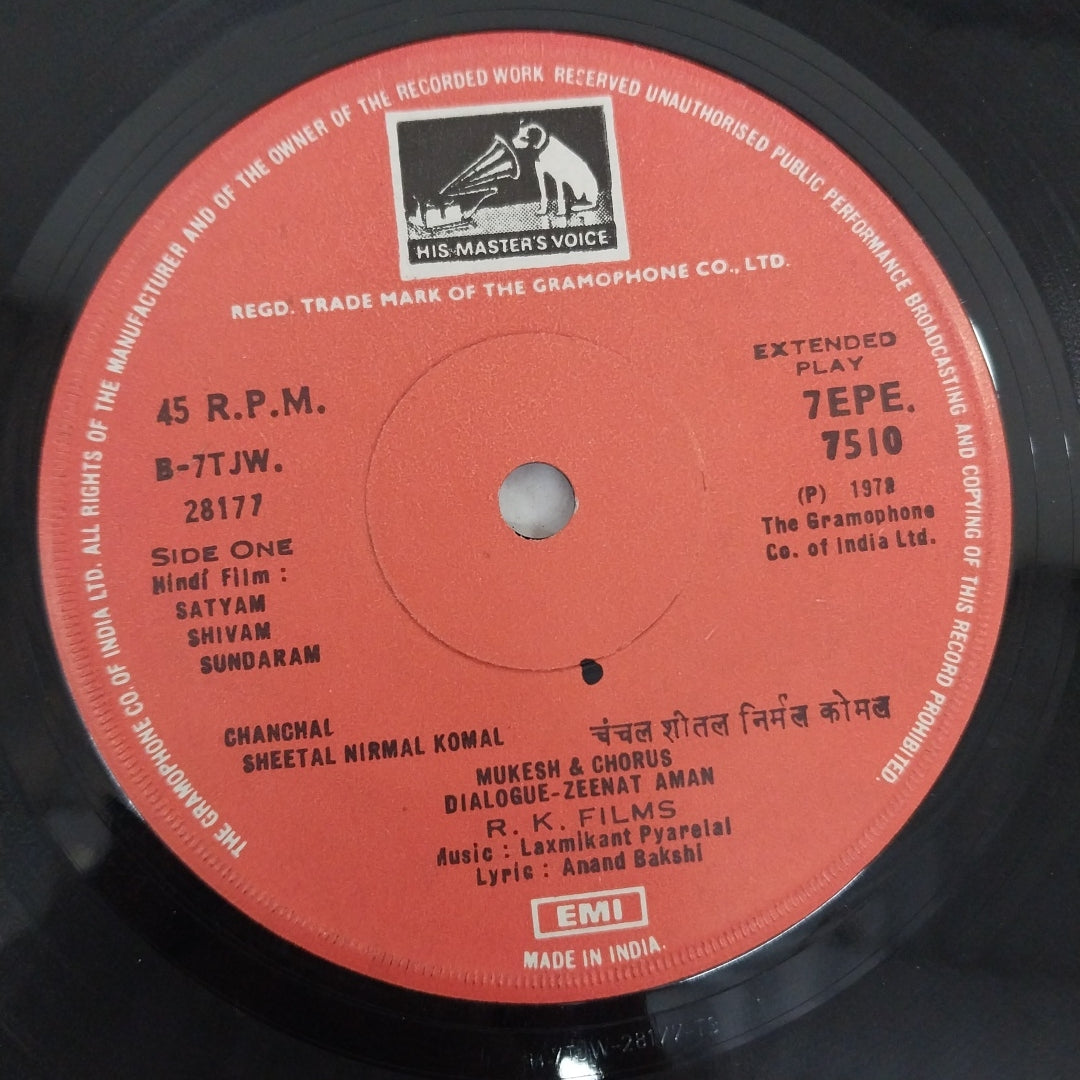 THE GRAMOPHONE CO. OF INDIA LTD. ALL RIGHTS OF THE MANUFACTURER AND OF THE OWNER OF THE RECORDED WORK RESERVED UNAUTHORISED PUBLIC PERFORMANCE BROADCASTING AND COPYING OF THIS RECORD PROHIBITED.
HIS MASTER'S VOICE
REGD. TRADE MARK OF THE GRAMOPHONE CO., LTD.
45 R.P.M.
B-7TJW.
28177
SIDE ONE
Hindi Film :
SATYAM
SHIVAM
SUNDARAM
EXTENDED
PLAY
7EPE.
7510
(P) 1978
The Gramophone
Co. of India Ltd.
CHANCHAL
SHEETAL NIRMAL KOMAL
चंचल शीतल निर्मल कोमल
MUKESH & CHORUS
DIALOGUE-ZEENAT AMAN
R. K. FILMS
Music : Laxmikant Pyarelal
Lyric : Anand Bakshi
EMI
MADE IN INDIA.